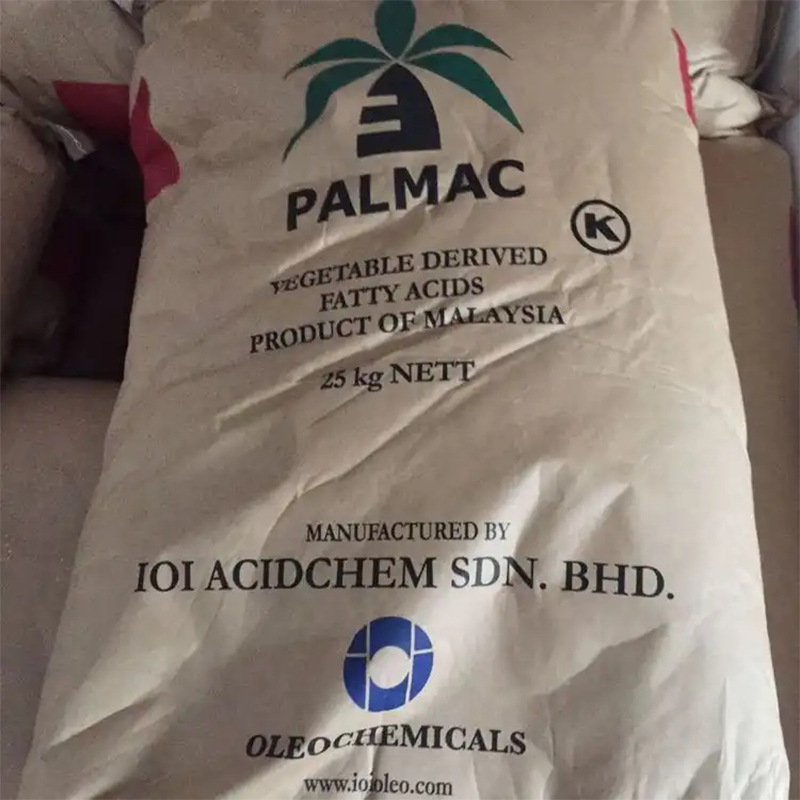 PALMAC
K
VEGETABLE DERIVED
FATTY ACIDS
PRODUCT OF MALAYSIA
25 kg NETT
MANUFACTURED BY
IOI ACIDCHEM SDN. BHD.
OLEOCHEMICALS
www.ioioleo.com